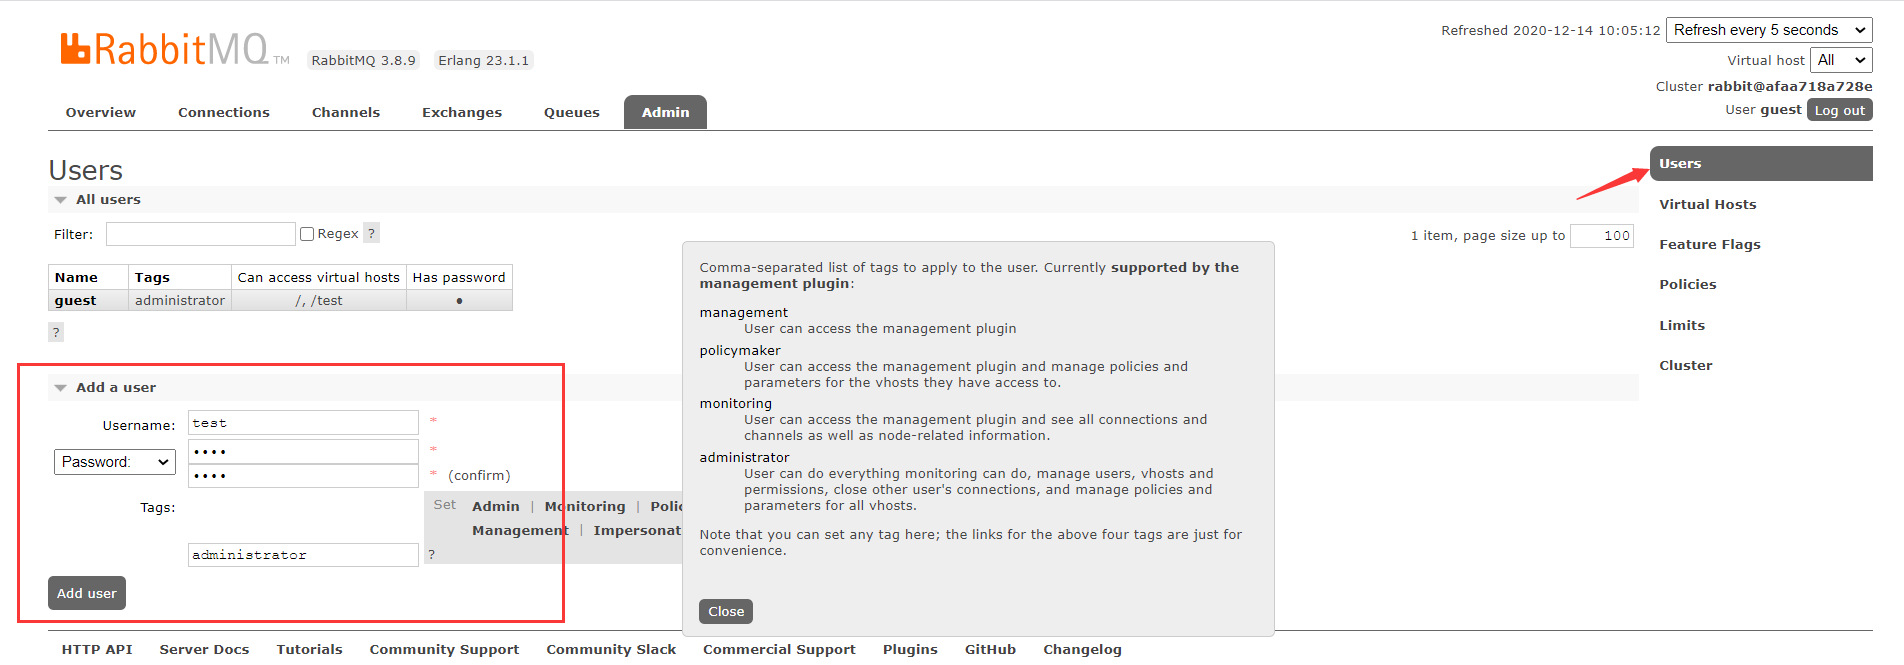 Refreshed 2020-12-14 10:05:12 Refresh every 5 seconds
RabbitMQ TM RabbitMQ 3.8.9 Erlang 23.1.1
Virtual host All
Cluster rabbit@afaa718a728e
User guest Log out
Overview Connections Channels Exchanges Queues Admin
Users
All users
Filter: Regex ?
1 item, page size up to 100
Name Tags Can access virtual hosts Has password
guest administrator /, /test ●
?
Add a user
Username: test *
Password: •••• *
•••• * (confirm)
Tags:
Set Admin | Monitoring | Polic
Management | Impersonat
administrator ?
Add user
Comma-separated list of tags to apply to the user. Currently supported by the
management plugin:
management
User can access the management plugin
policymaker
User can access the management plugin and manage policies and
parameters for the vhosts they have access to.
monitoring
User can access the management plugin and see all connections and
channels as well as node-related information.
administrator
User can do everything monitoring can do, manage users, vhosts and
permissions, close other user's connections, and manage policies and
parameters for all vhosts.
Note that you can set any tag here; the links for the above four tags are just for
convenience.
Close
Users
Virtual Hosts
Feature Flags
Policies
Limits
Cluster
HTTP API Server Docs Tutorials Community Support Community Slack Commercial Support Plugins GitHub Changelog